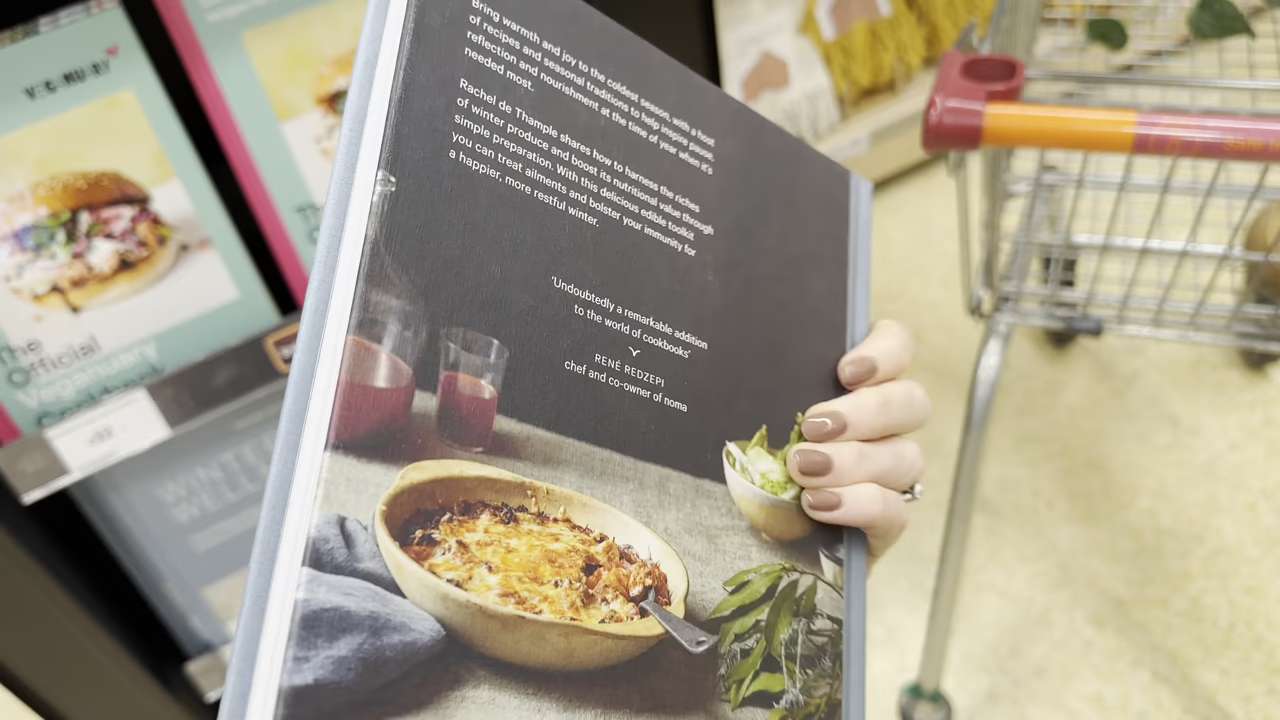 VEGANUARY
The
Official
Veganuary
Cookbook
WINTER
WELLNESS
Bring warmth and joy to the coldest season, with a host
of recipes and seasonal traditions to help inspire pause,
reflection and nourishment at the time of year when it's
needed most.
Rachel de Thample shares how to harness the riches
of winter produce and boost its nutritional value through
simple preparation. With this delicious edible toolkit
you can treat ailments and bolster your immunity for
a happier, more restful winter.
'Undoubtedly a remarkable addition
to the world of cookbooks'
RENÉ REDZEPI
chef and co-owner of noma